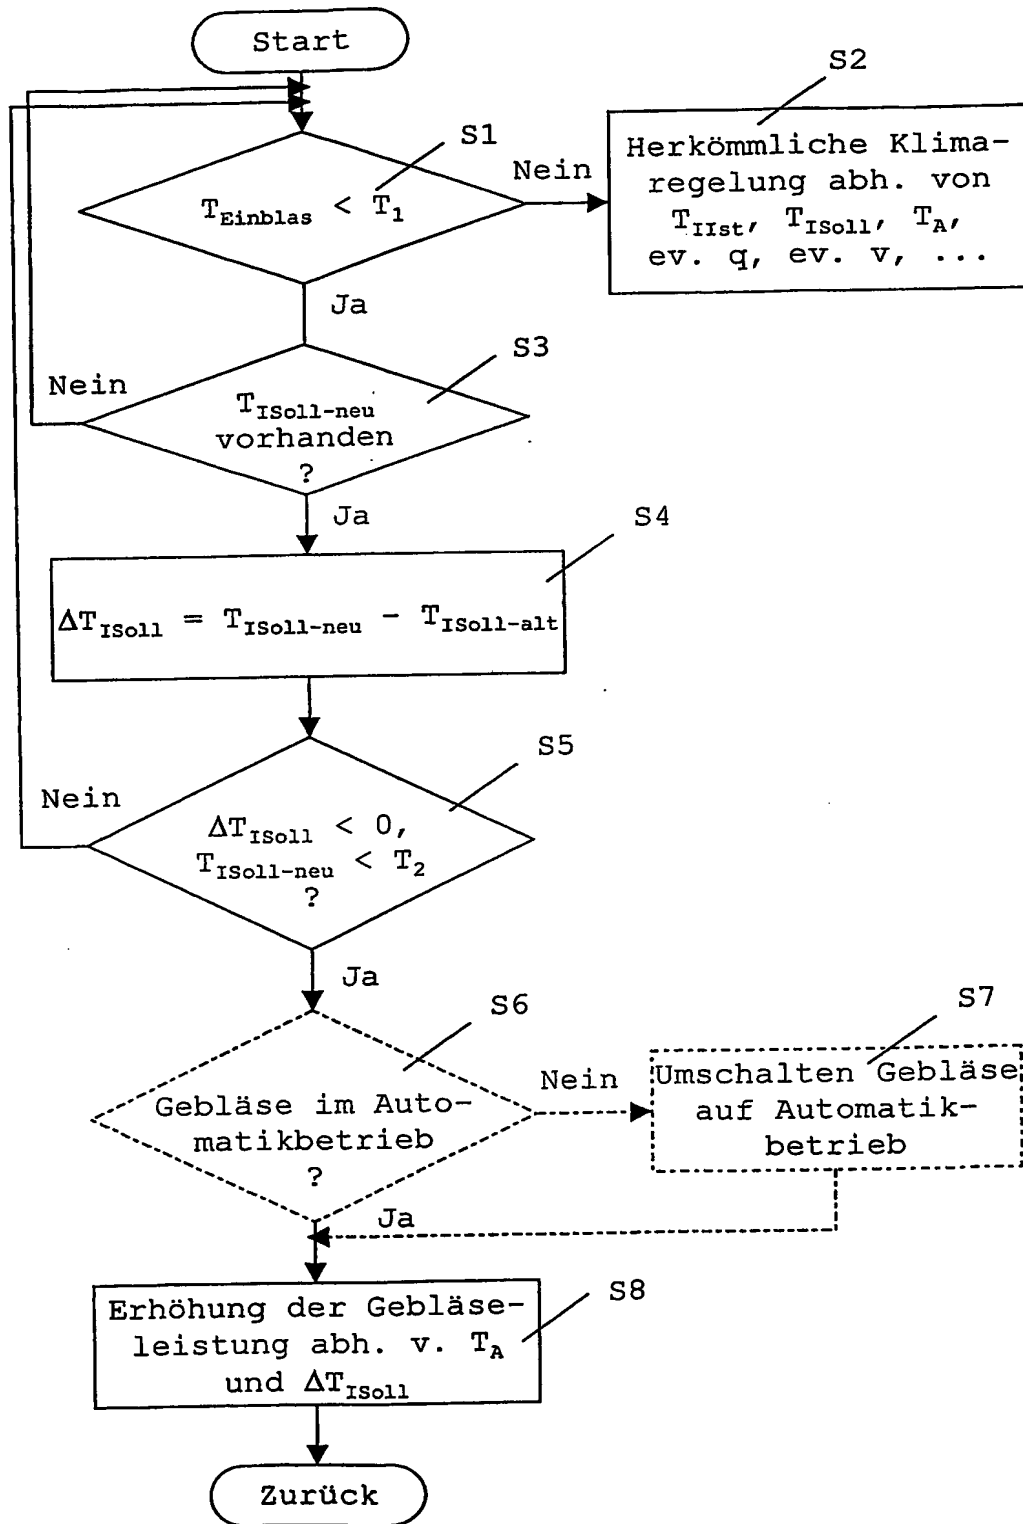 Start
S2
S1
T_Einblas < T_1
Nein
Herkömmliche Klima-
regelung abh. von
T_IIst, T_ISoll, T_A,
ev. q, ev. v, ...
Ja
S3
Nein
T_ISoll-neu
vorhanden
?
Ja
S4
ΔT_ISoll = T_ISoll-neu - T_ISoll-alt
S5
Nein
ΔT_ISoll < 0,
T_ISoll-neu < T_2
?
Ja
S6
S7
Gebläse im Auto-
matikbetrieb
?
Nein
Umschalten Gebläse
auf Automatik-
betrieb
Ja
S8
Erhöhung der Gebläse-
leistung abh. v. T_A
und ΔT_ISoll
Zurück